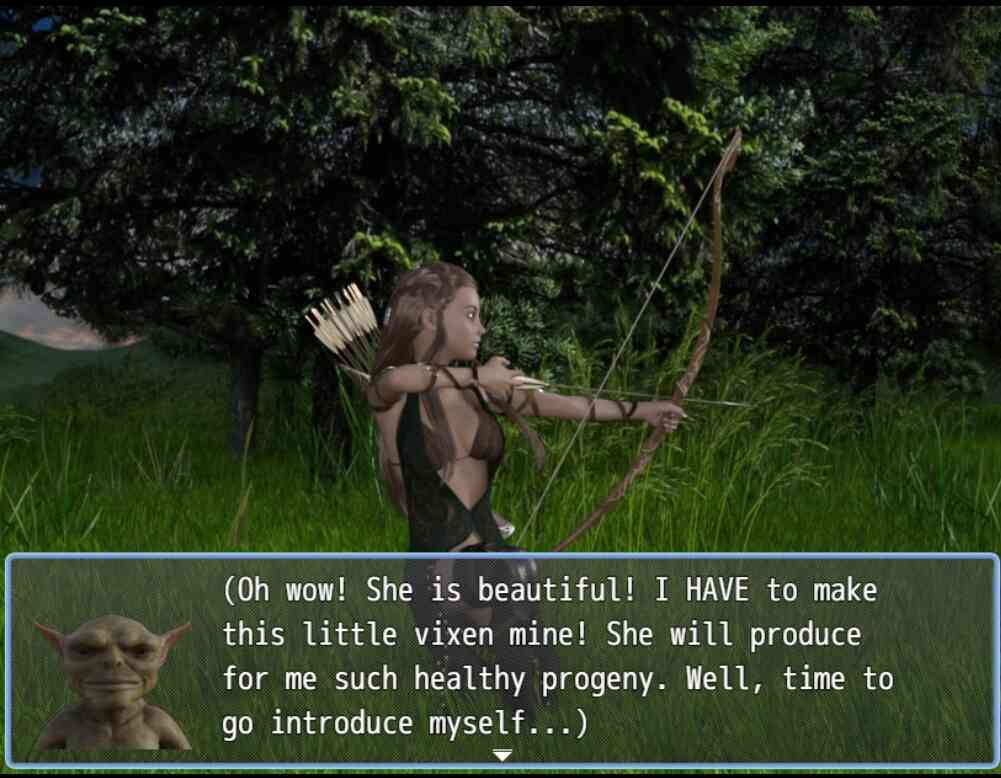 (Oh wow! She is beautiful! I HAVE to make
this little vixen mine! She will produce
for me such healthy progeny. Well, time to
go introduce myself...)